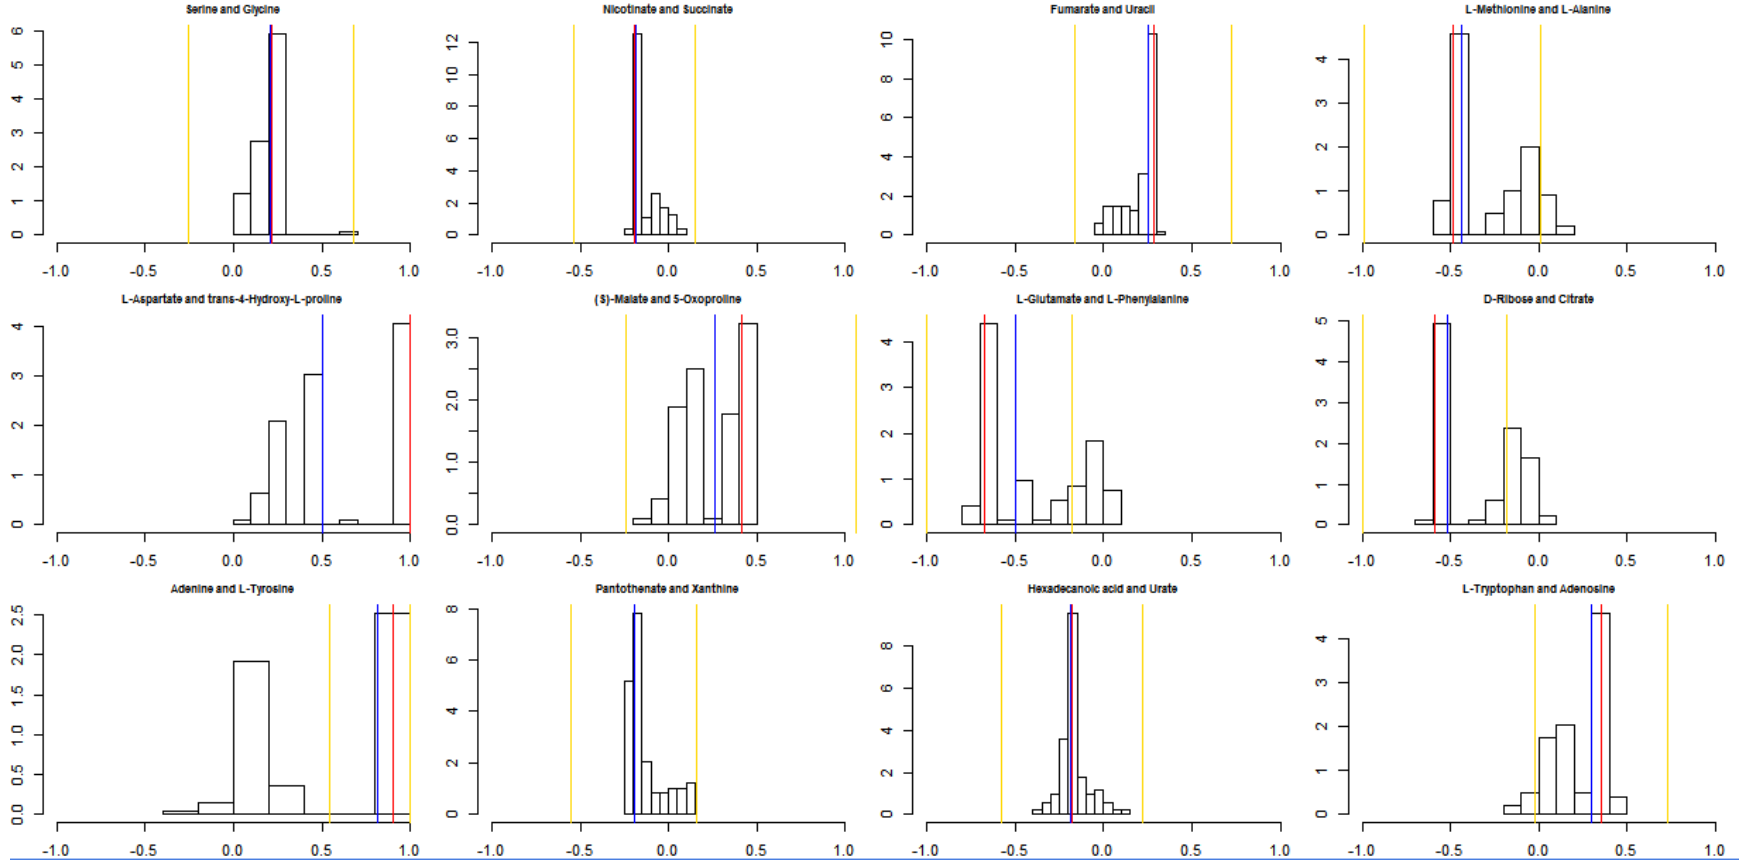 Serine and Glycine
6
5
4
3
2
1
0
-1.0 -0.5 0.0 0.5 1.0
Nicotinate and Succinate
12
10
8
6
4
2
0
-1.0 -0.5 0.0 0.5 1.0
Fumarate and Uracil
10
8
6
4
2
0
-1.0 -0.5 0.0 0.5 1.0
L-Methionine and L-Alanine
4
3
2
1
0
-1.0 -0.5 0.0 0.5 1.0
L-Aspartate and trans-4-Hydroxy-L-proline
4
3
2
1
0
-1.0 -0.5 0.0 0.5 1.0
(S)-Malate and 5-Oxoproline
3.0
2.0
1.0
0.0
-1.0 -0.5 0.0 0.5 1.0
L-Glutamate and L-Phenylalanine
4
3
2
1
0
-1.0 -0.5 0.0 0.5 1.0
D-Ribose and Citrate
5
4
3
2
1
0
-1.0 -0.5 0.0 0.5 1.0
Adenine and L-Tyrosine
2.5
2.0
1.5
1.0
0.5
0.0
-1.0 -0.5 0.0 0.5 1.0
Pantothenate and Xanthine
8
6
4
2
0
-1.0 -0.5 0.0 0.5 1.0
Hexadecanoic acid and Urate
8
6
4
2
0
-1.0 -0.5 0.0 0.5 1.0
L-Tryptophan and Adenosine
4
3
2
1
0
-1.0 -0.5 0.0 0.5 1.0